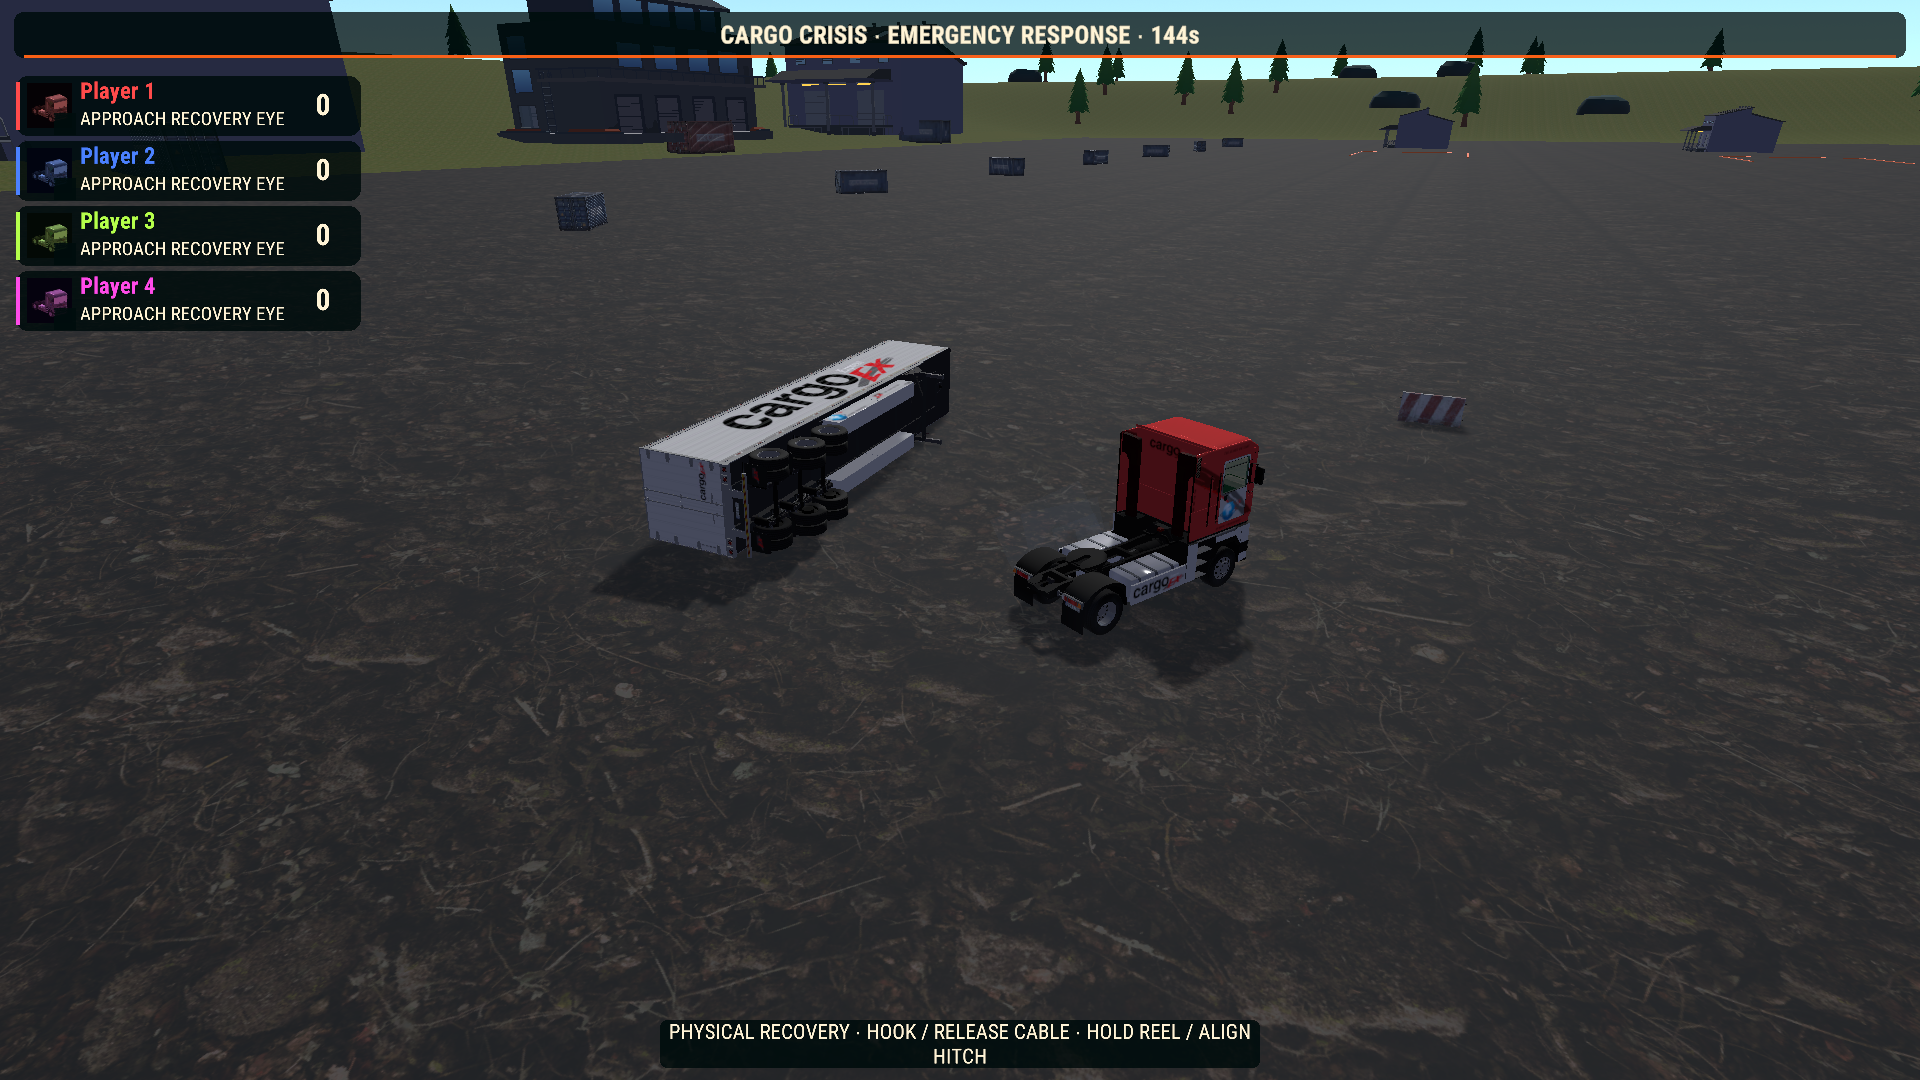 CARGO CRISIS · EMERGENCY RESPONSE · 144s
Player 1
APPROACH RECOVERY EYE
0
Player 2
APPROACH RECOVERY EYE
0
Player 3
APPROACH RECOVERY EYE
0
Player 4
APPROACH RECOVERY EYE
0
cargoEX
cargo
cargo
cargo
PHYSICAL RECOVERY · HOOK / RELEASE CABLE · HOLD REEL / ALIGN
HITCH